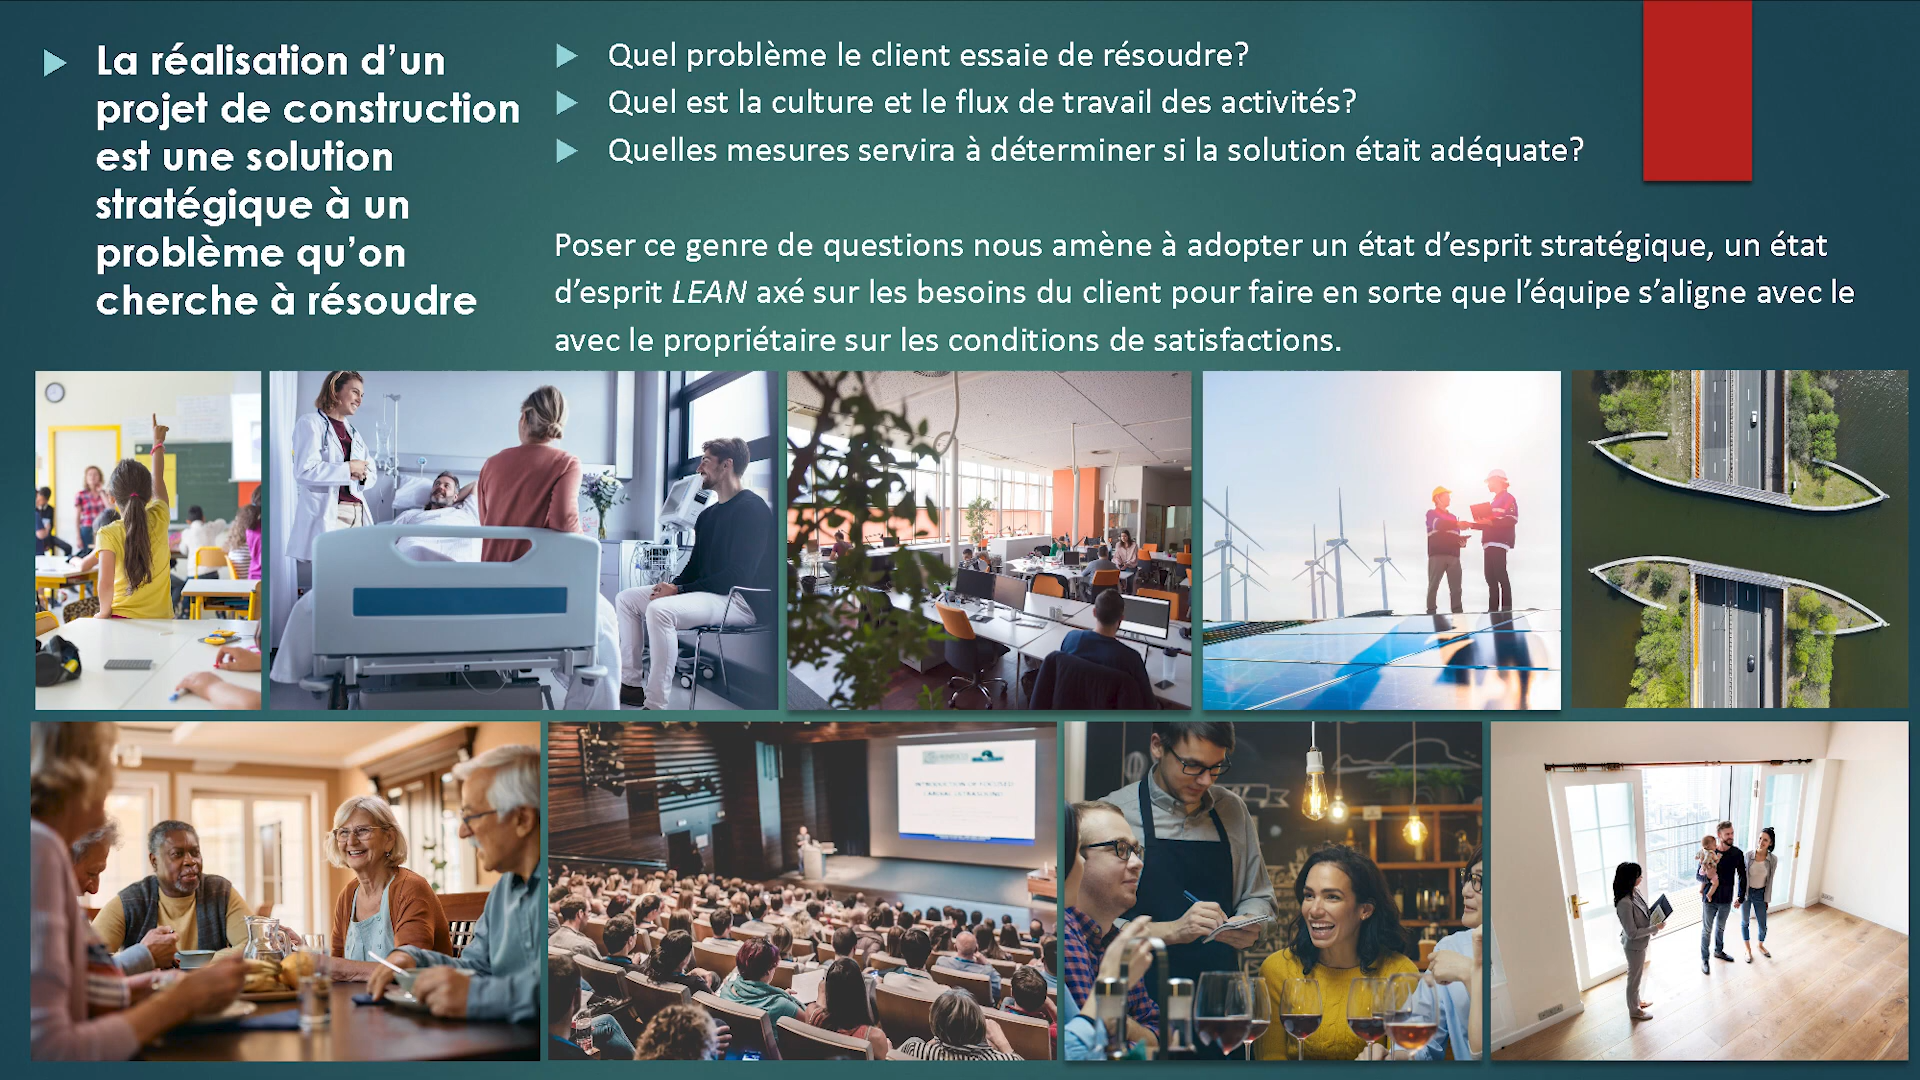 La réalisation d’un
projet de construction
est une solution
stratégique à un
problème qu’on
cherche à résoudre
Quel problème le client essaie de résoudre?
Quel est la culture et le flux de travail des activités?
Quelles mesures servira à déterminer si la solution était adéquate?
Poser ce genre de questions nous amène à adopter un état d’esprit stratégique, un état
d’esprit LEAN axé sur les besoins du client pour faire en sorte que l’équipe s’aligne avec le
avec le propriétaire sur les conditions de satisfactions.